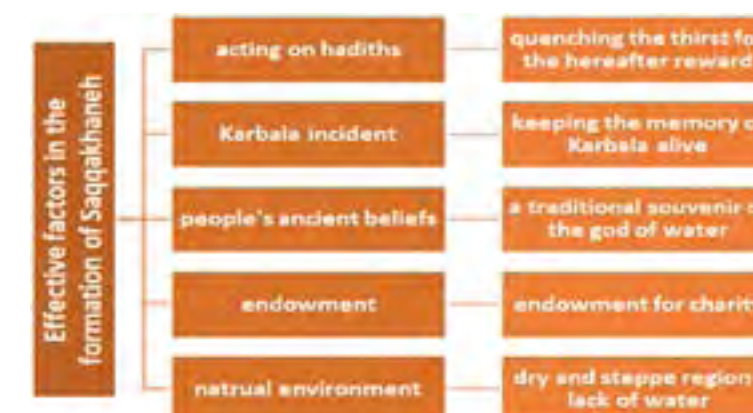 Effective factors in the
formation of Saqqakhaneh
acting on hadiths
quenching the thirst fo
the hereafter reward
Karbala incident
keeping the memory o
Karbala alive
people's ancient beliefs
a traditional souvenir o
the god of water
endowment
endowment for charity
natrual environment
dry and steppe region
lack of water